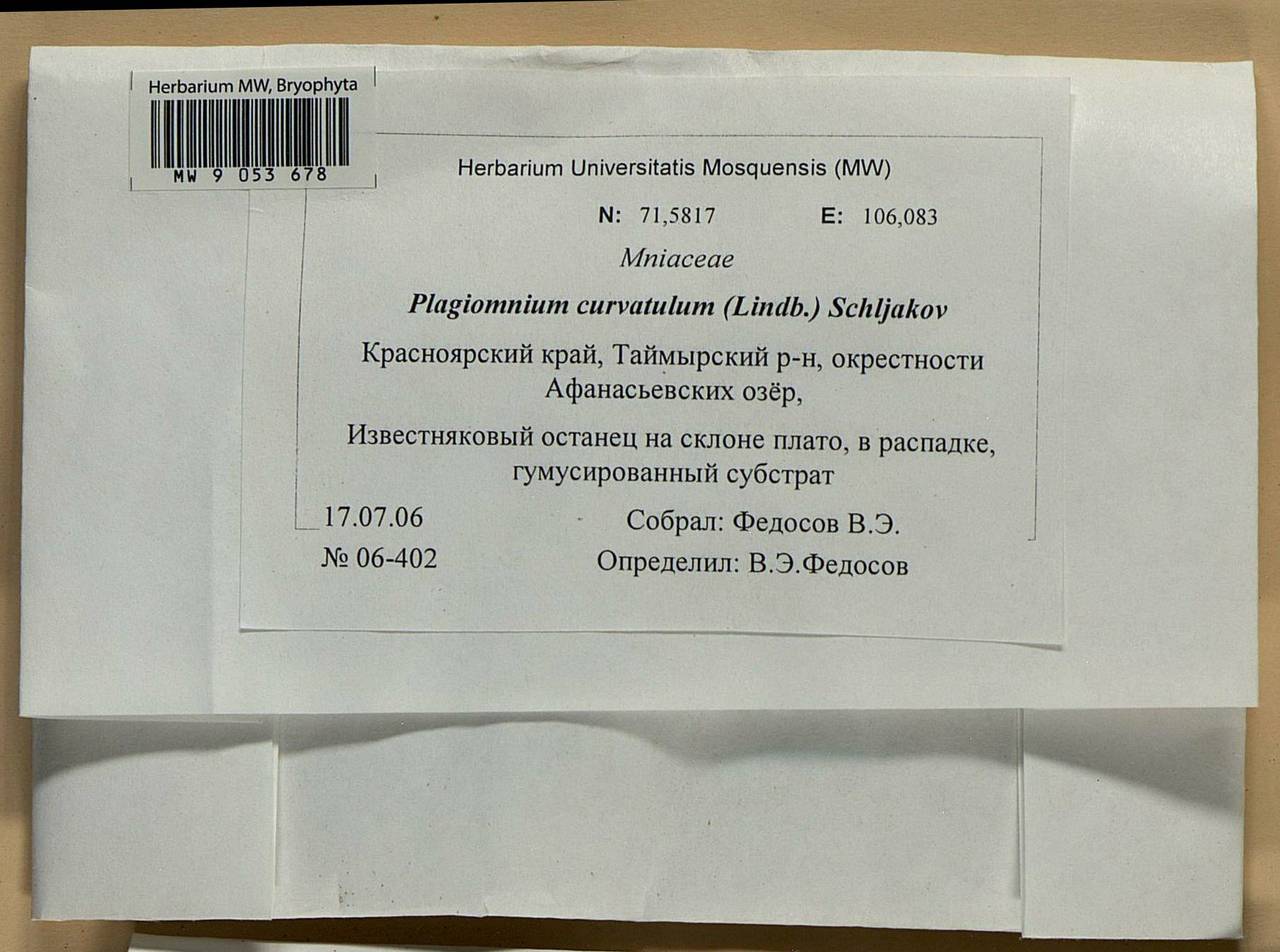 Herbarium MW, Bryophyta
MW 9 053 678
Herbarium Universitatis Mosquensis (MW)
N: 71,5817 E: 106,083
Mniaceae
Plagiomnium curvatulum (Lindb.) Schljakov
Красноярский край, Таймырский р-н, окрестности
Афанасьевских озёр,
Известняковый останец на склоне плато, в распадке,
гумусированный субстрат
17.07.06 Собрал: Федосов В.Э.
№ 06-402 Определил: В.Э.Федосов